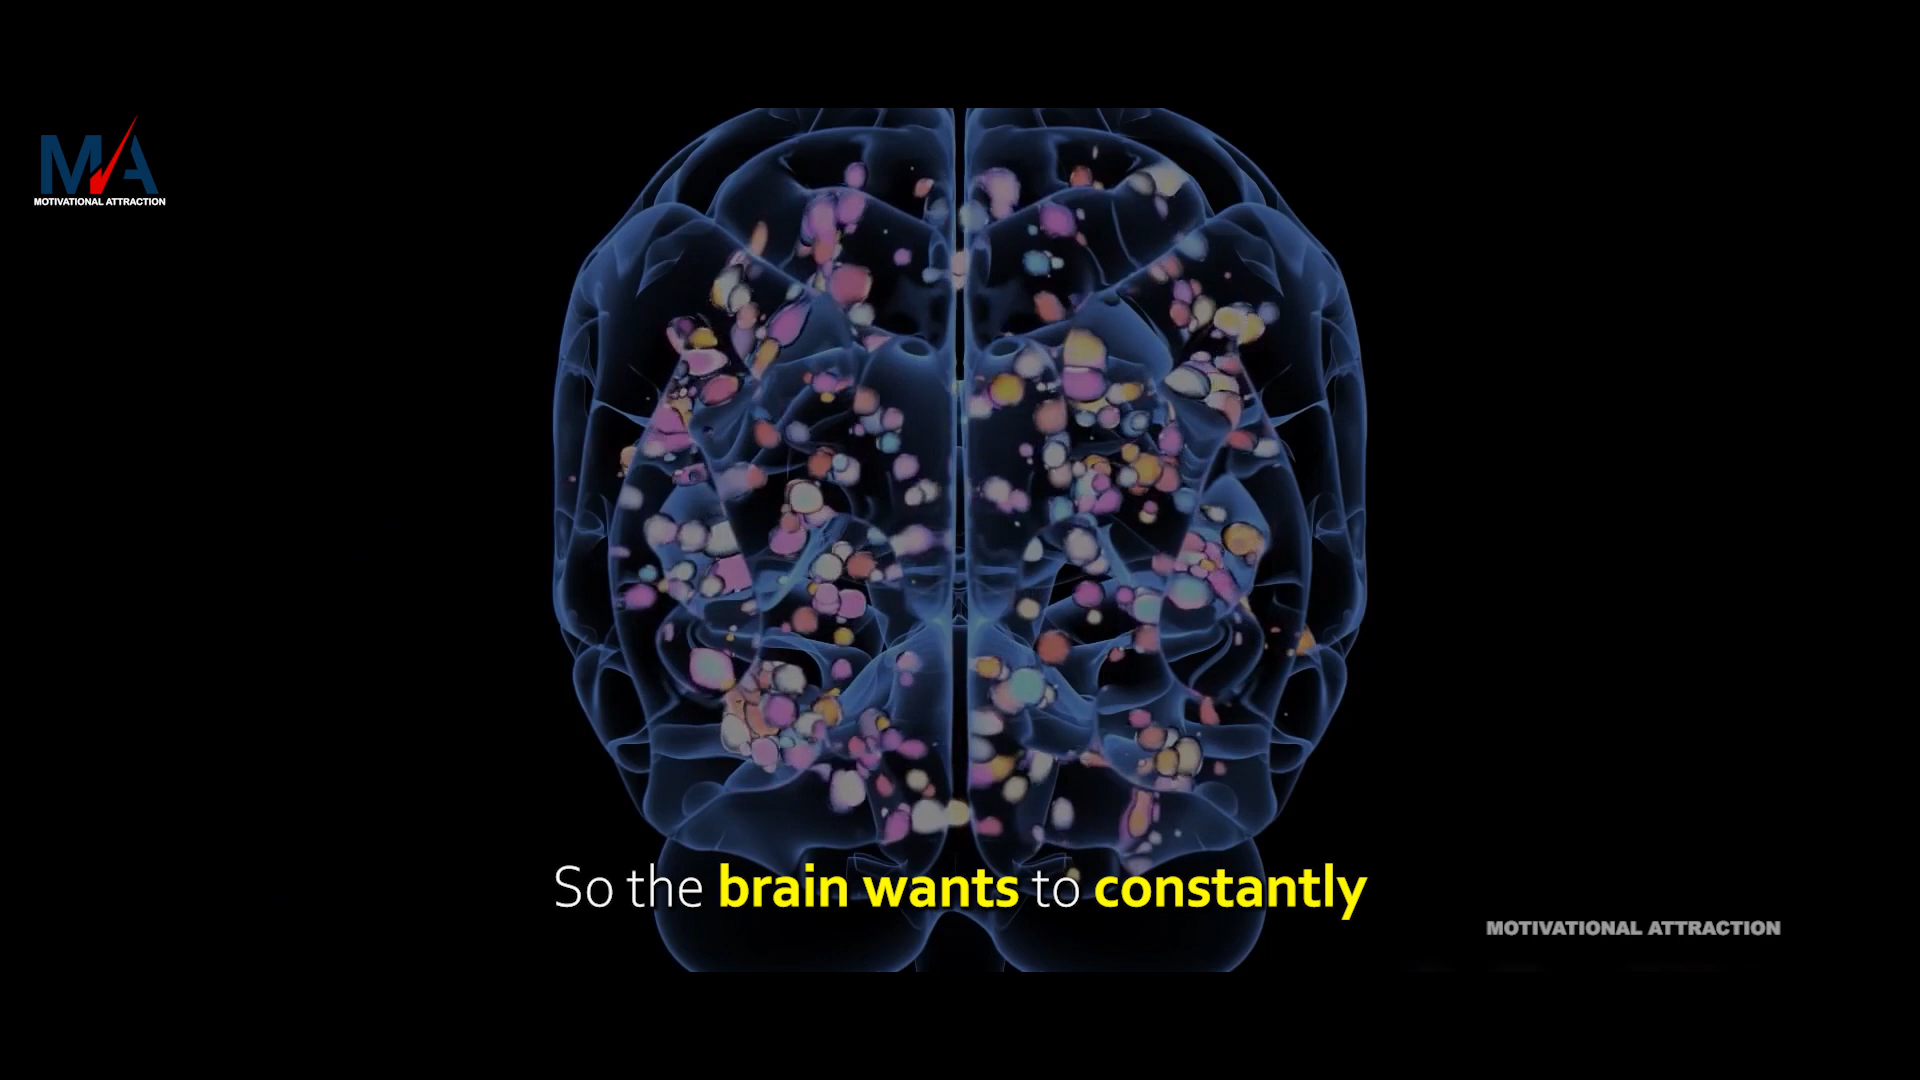 MA
MOTIVATIONAL ATTRACTION
So the brain wants to constantly
MOTIVATIONAL ATTRACTION